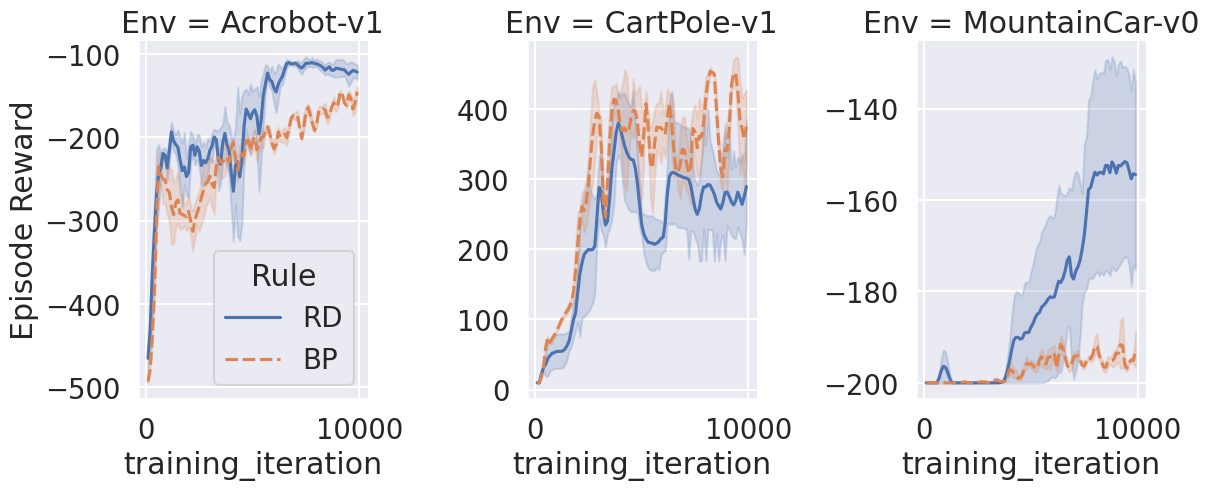 Env = Acrobot-v1
Env = CartPole-v1
Env = MountainCar-v0
Episode Reward
−100
−200
−300
−400
−500
Rule
RD
BP
0
10000
training_iteration
400
300
200
100
0
0
10000
training_iteration
−140
−160
−180
−200
0
10000
training_iteration